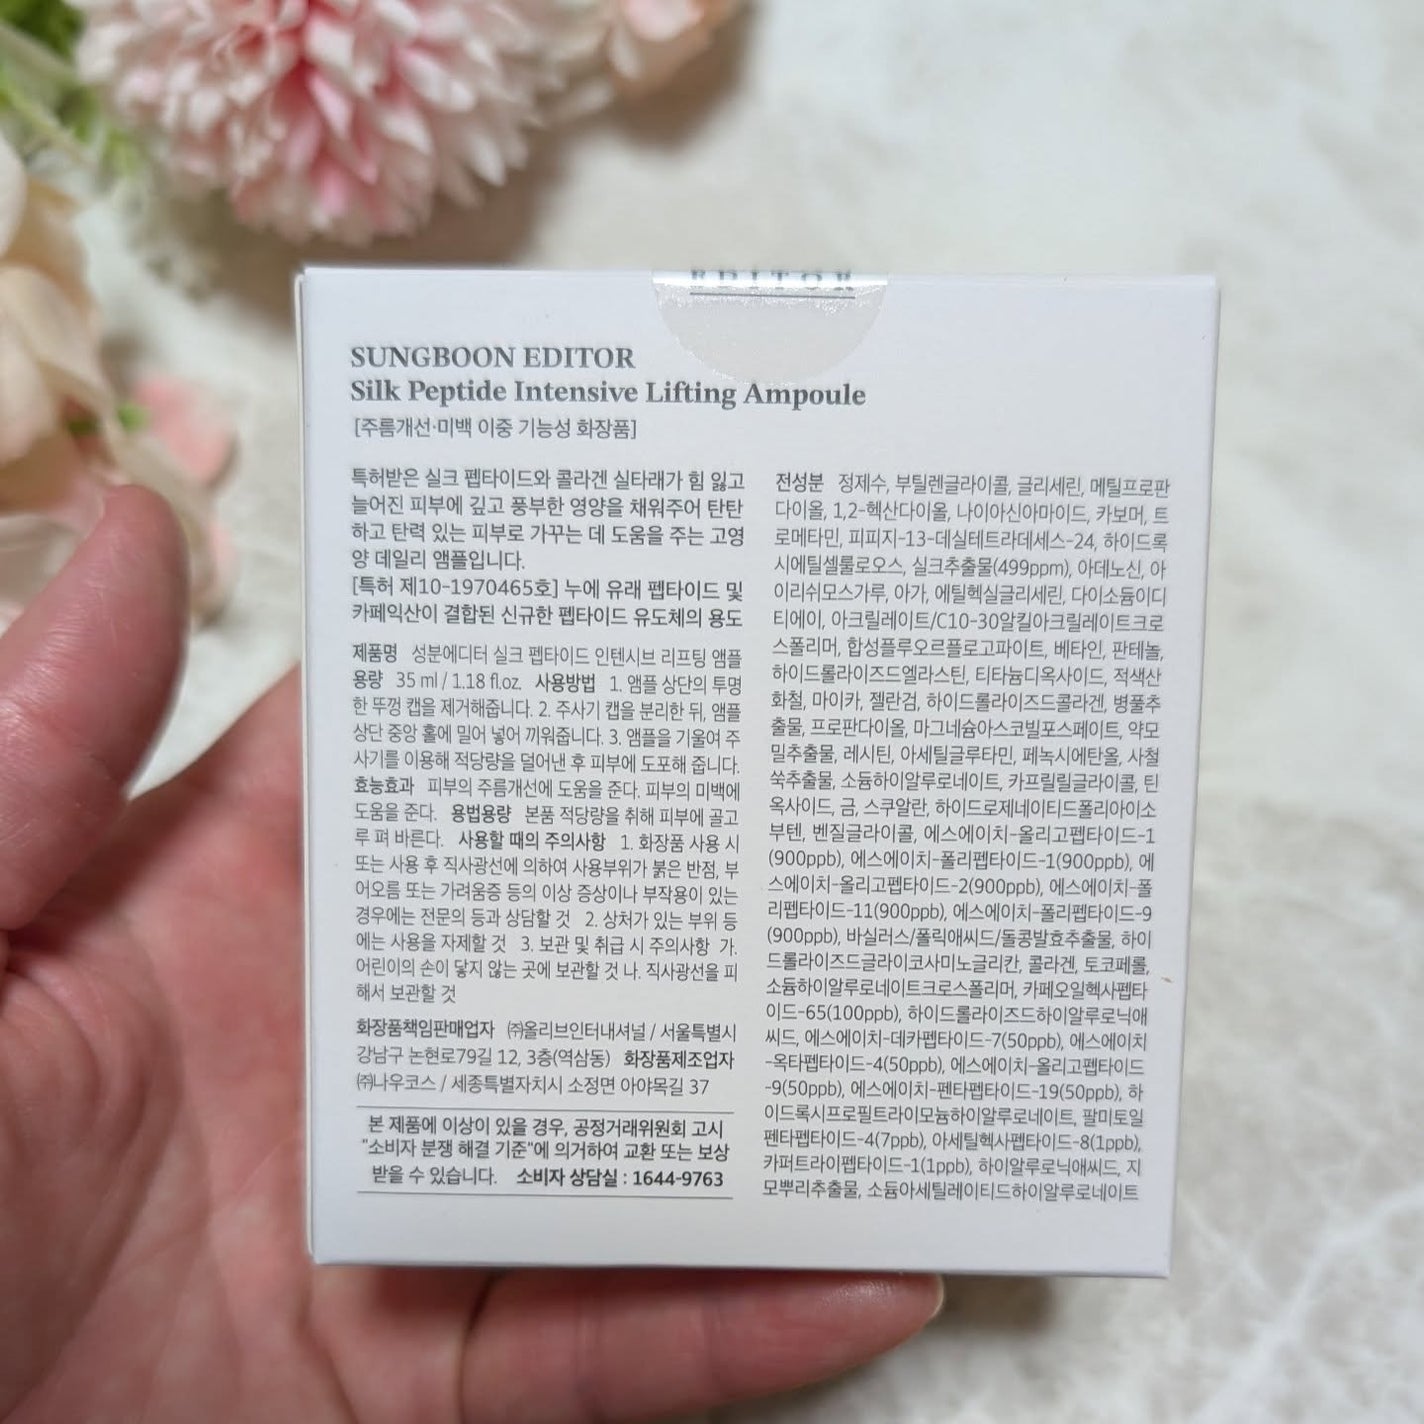 EDITOR
SUNGBOON EDITOR
Silk Peptide Intensive Lifting Ampoule
[주름개선·미백 이중 기능성 화장품]
특허받은 실크 펩타이드와 콜라겐 실타래가 힘 잃고
늘어진 피부에 깊고 풍부한 영양을 채워주어 탄탄
하고 탄력 있는 피부로 가꾸는 데 도움을 주는 고영
양 데일리 앰플입니다.
[특허 제10-1970465호] 누에 유래 펩타이드 및
카페익산이 결합된 신규한 펩타이드 유도체의 용도
제품명 성분에디터 실크 펩타이드 인텐시브 리프팅 앰플
용량 35 ml / 1.18 fl.oz. 사용방법 1. 앰플 상단의 투명
한 뚜껑 캡을 제거해줍니다. 2. 주사기 캡을 분리한 뒤, 앰플
상단 중앙 홀에 밀어 넣어 끼워줍니다. 3. 앰플을 기울여 주
사기를 이용해 적당량을 덜어낸 후 피부에 도포해 줍니다.
효능효과 피부의 주름개선에 도움을 준다. 피부의 미백에
도움을 준다. 용법용량 본품 적당량을 취해 피부에 골고
루 펴 바른다. 사용할 때의 주의사항 1. 화장품 사용 시
또는 사용 후 직사광선에 의하여 사용부위가 붉은 반점, 부
어오름 또는 가려움증 등의 이상 증상이나 부작용이 있는
경우에는 전문의 등과 상담할 것 2. 상처가 있는 부위 등
에는 사용을 자제할 것 3. 보관 및 취급 시 주의사항 가.
어린이의 손이 닿지 않는 곳에 보관할 것 나. 직사광선을 피
해서 보관할 것
화장품책임판매업자 ㈜올리브인터내셔널 / 서울특별시
강남구 논현로79길 12, 3층(역삼동) 화장품제조업자
㈜나우코스 / 세종특별자치시 소정면 아야목길 37
본 제품에 이상이 있을 경우, 공정거래위원회 고시
"소비자 분쟁 해결 기준"에 의거하여 교환 또는 보상
받을 수 있습니다. 소비자 상담실 : 1644-9763
전성분 정제수, 부틸렌글라이콜, 글리세린, 메틸프로판
다이올, 1,2-헥산다이올, 나이아신아마이드, 카보머, 트
로메타민, 피피지-13-데실테트라데세스-24, 하이드록
시에틸셀룰로오스, 실크추출물(499ppm), 아데노신, 아
이리쉬모스가루, 아가, 에틸헥실글리세린, 다이소듐이디
티에이, 아크릴레이트/C10-30알킬아크릴레이트크로
스폴리머, 합성플루오르플로고파이트, 베타인, 판테놀,
하이드롤라이즈드엘라스틴, 티타늄디옥사이드, 적색산
화철, 마이카, 젤란검, 하이드롤라이즈드콜라겐, 병풀추
출물, 프로판다이올, 마그네슘아스코빌포스페이트, 약모
밀추출물, 레시틴, 아세틸글루타민, 페녹시에탄올, 사철
쑥추출물, 소듐하이알루로네이트, 카프릴릴글라이콜, 틴
옥사이드, 금, 스쿠알란, 하이드로제네이티드폴리아이소
부텐, 벤질글라이콜, 에스에이치-올리고펩타이드-1
(900ppb), 에스에이치-폴리펩타이드-1(900ppb), 에
스에이치-올리고펩타이드-2(900ppb), 에스에이치-폴
리펩타이드-11(900ppb), 에스에이치-폴리펩타이드-9
(900ppb), 바실러스/폴릭애씨드/돌콩발효추출물, 하이
드롤라이즈드글라이코사미노글리칸, 콜라겐, 토코페롤,
소듐하이알루로네이트크로스폴리머, 카페오일헥사펩타
이드-65(100ppb), 하이드롤라이즈드하이알루로닉애
씨드, 에스에이치-데카펩타이드-7(50ppb), 에스에이치
-옥타펩타이드-4(50ppb), 에스에이치-올리고펩타이드
-9(50ppb), 에스에이치-펜타펩타이드-19(50ppb), 하
이드록시프로필트라이모늄하이알루로네이트, 팔미토일
펜타펩타이드-4(7ppb), 아세틸헥사펩타이드-8(1ppb),
카퍼트라이펩타이드-1(1ppb), 하이알루로닉애씨드, 지
모뿌리추출물, 소듐아세틸레이티드하이알루로네이트